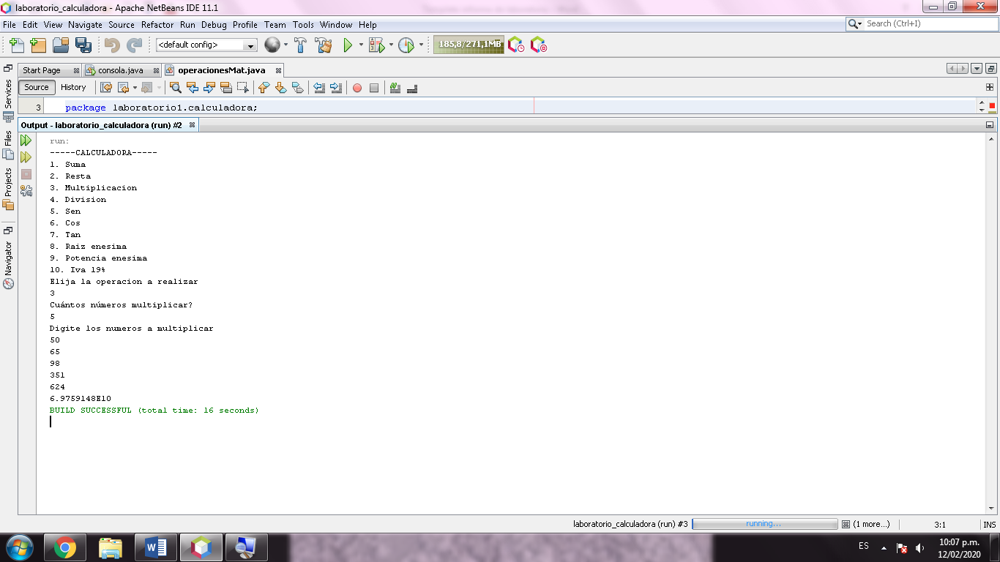 laboratorio_calculadora - Apache NetBeans IDE 11.1
File Edit View Navigate Source Refactor Run Debug Profile Team Tools Window Help
Search (Ctrl+I)
<default config>
185,8/271,1MB
Start Page consola.java operacionesMat.java
Source History
3 package laboratorio1.calculadora;
Output - laboratorio_calculadora (run) #2
Services
Files
Projects
Navigator
run:
-----CALCULADORA-----
1. Suma
2. Resta
3. Multiplicacion
4. Division
5. Sen
6. Cos
7. Tan
8. Raiz enesima
9. Potencia enesima
10. Iva 19%
Elija la operacion a realizar
3
Cuántos números multiplicar?
5
Digite los numeros a multiplicar
50
65
98
351
624
6.9759148E10
BUILD SUCCESSFUL (total time: 16 seconds)
laboratorio_calculadora (run) #3 running... (1 more...) 3:1 INS
ES
10:07 p.m.
12/02/2020